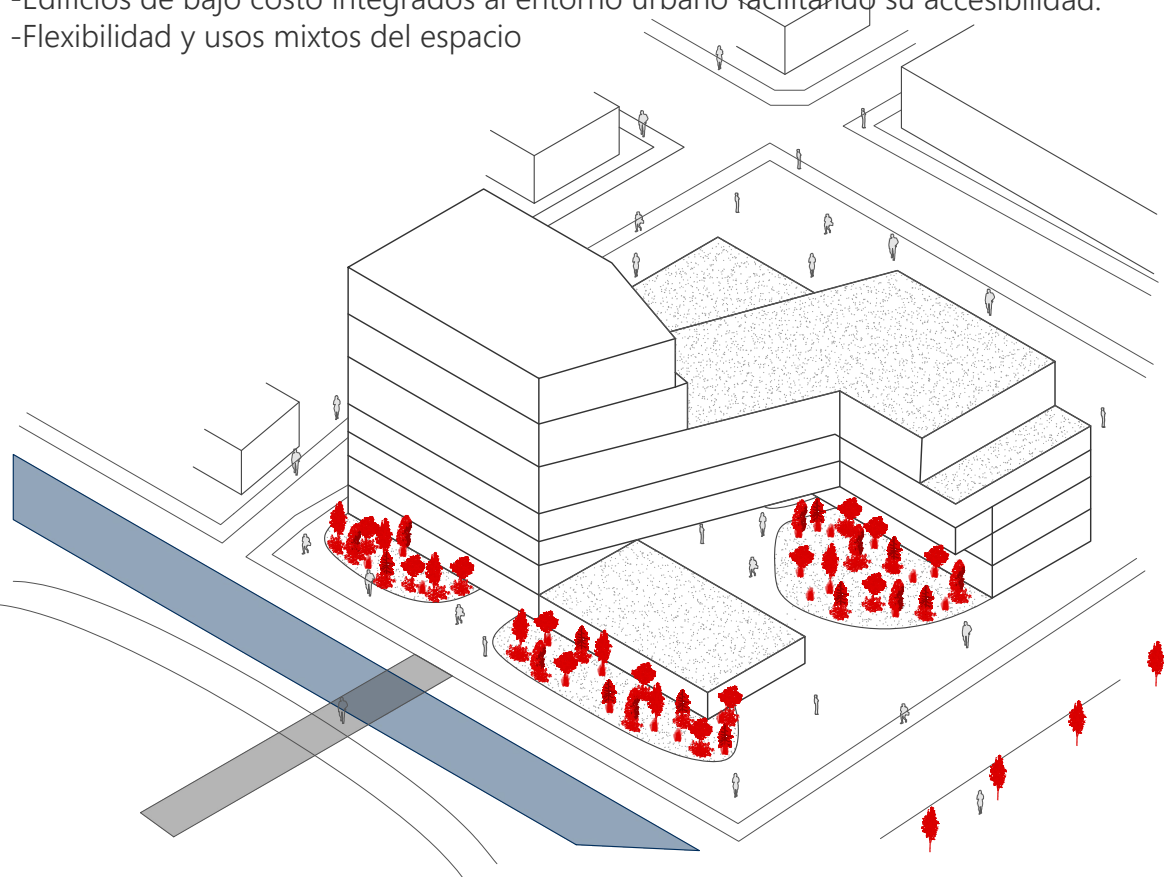 -Edificios de bajo costo integrados al entorno urbano facilitando su accesibilidad.
-Flexibilidad y usos mixtos del espacio